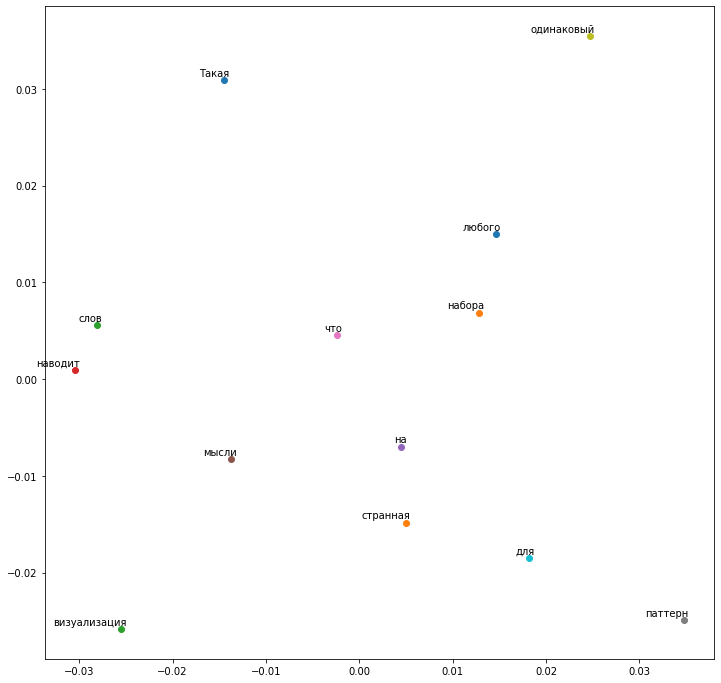 одинаковый
0.03
Такая
0.02
любого
0.01
набора
слов
что
наводит
0.00
на
мысли
−0.01
странная
для
−0.02
паттерн
визуализация
−0.03 −0.02 −0.01 0.00 0.01 0.02 0.03